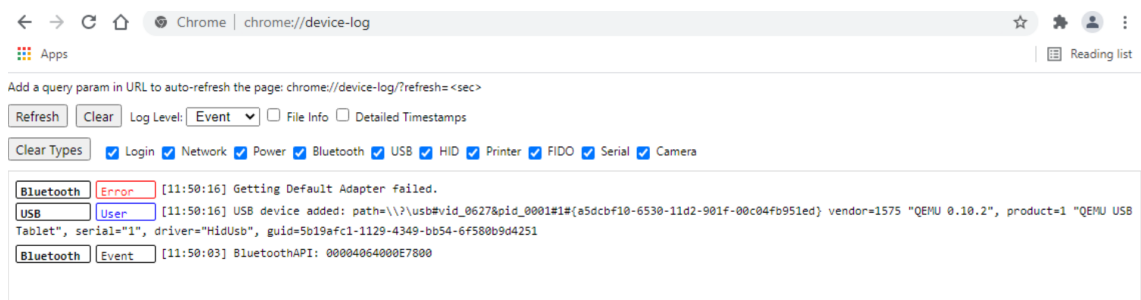 Chrome | chrome://device-log
Apps
Reading list
Add a query param in URL to auto-refresh the page: chrome://device-log/?refresh=<sec>
Refresh Clear Log Level: Event File Info Detailed Timestamps
Clear Types Login Network Power Bluetooth USB HID Printer FIDO Serial Camera
Bluetooth Error [11:50:16] Getting Default Adapter failed.
USB User [11:50:16] USB device added: path=\\?\usb#vid_0627&pid_0001#1#{a5dcbf10-6530-11d2-901f-00c04fb951ed} vendor=1575 "QEMU 0.10.2", product=1 "QEMU USB
Tablet", serial="1", driver="HidUsb", guid=5b19afc1-1129-4349-bb54-6f580b9d4251
Bluetooth Event [11:50:03] BluetoothAPI: 00004064000E7800